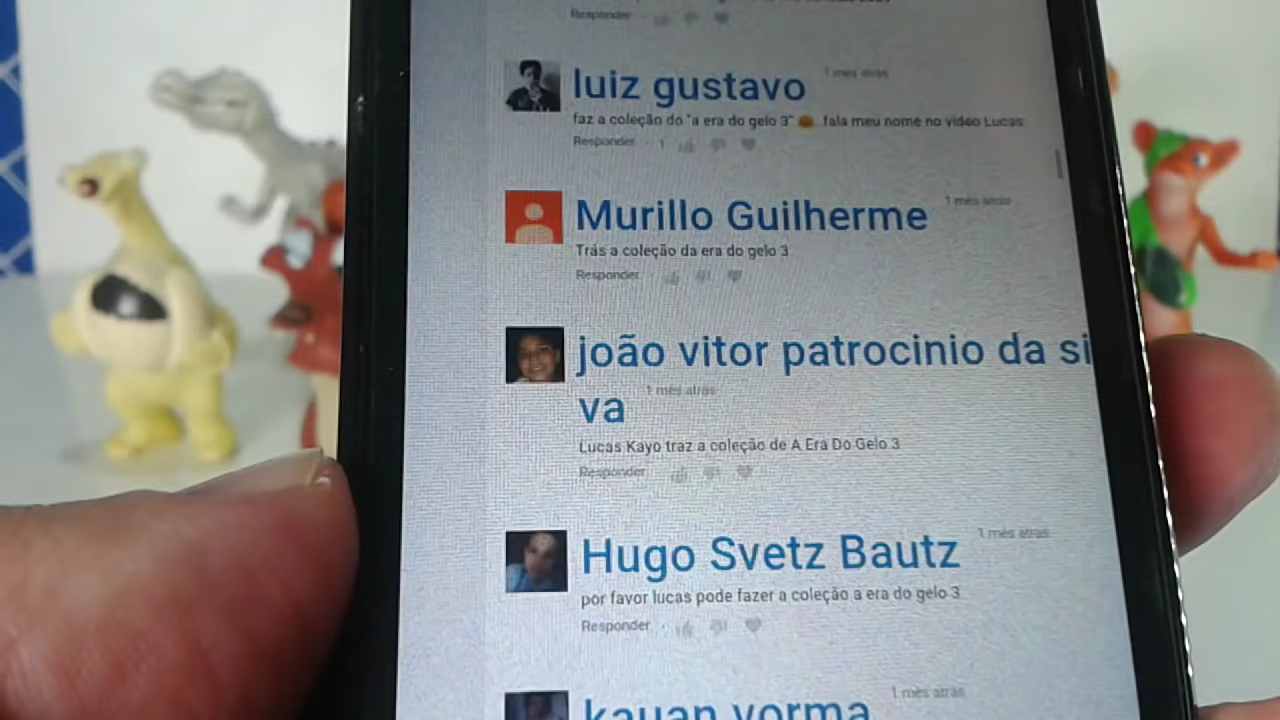 Responder
luiz gustavo 1 mês atrás
faz a coleção do "a era do gelo 3" fala meu nome no vídeo Lucas
Responder · 1
Murillo Guilherme 1 mês atrás
Trás a coleção da era do gelo 3
Responder
joão vitor patrocinio da si
va 1 mês atrás
Lucas Kayo traz a coleção de A Era Do Gelo 3
Responder
Hugo Svetz Bautz 1 mês atrás
por favor lucas pode fazer a coleção a era do gelo 3
Responder ·
kauan vorma 1 mês atrás